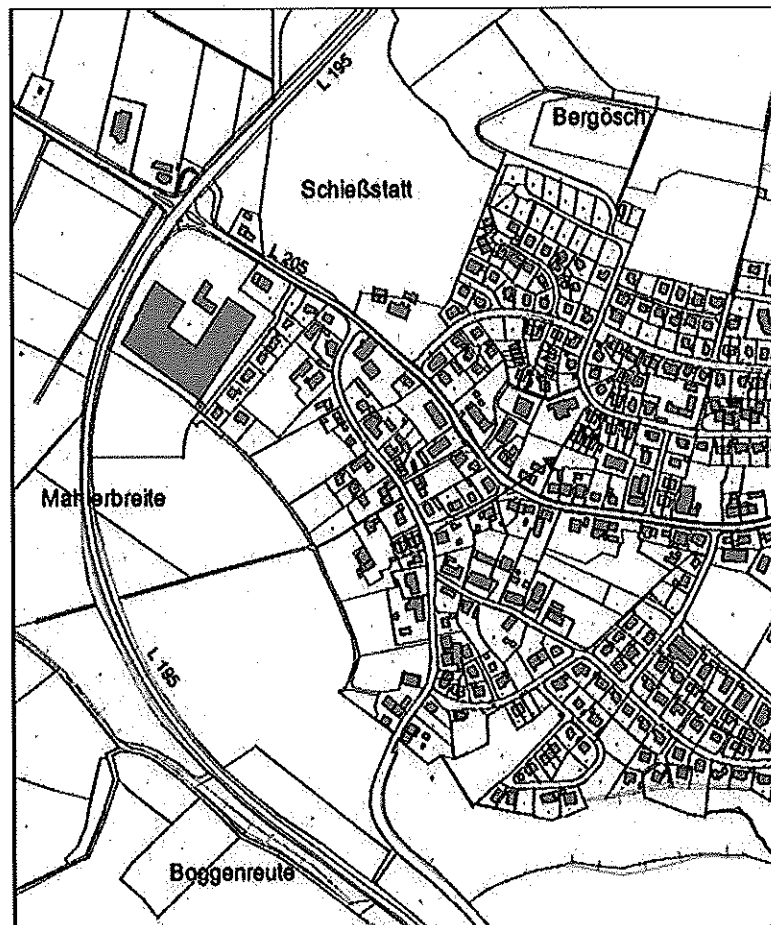 L 195
Bergösch
Schießstatt
L 205
Mahlerbreite
L 195
Boggenreute